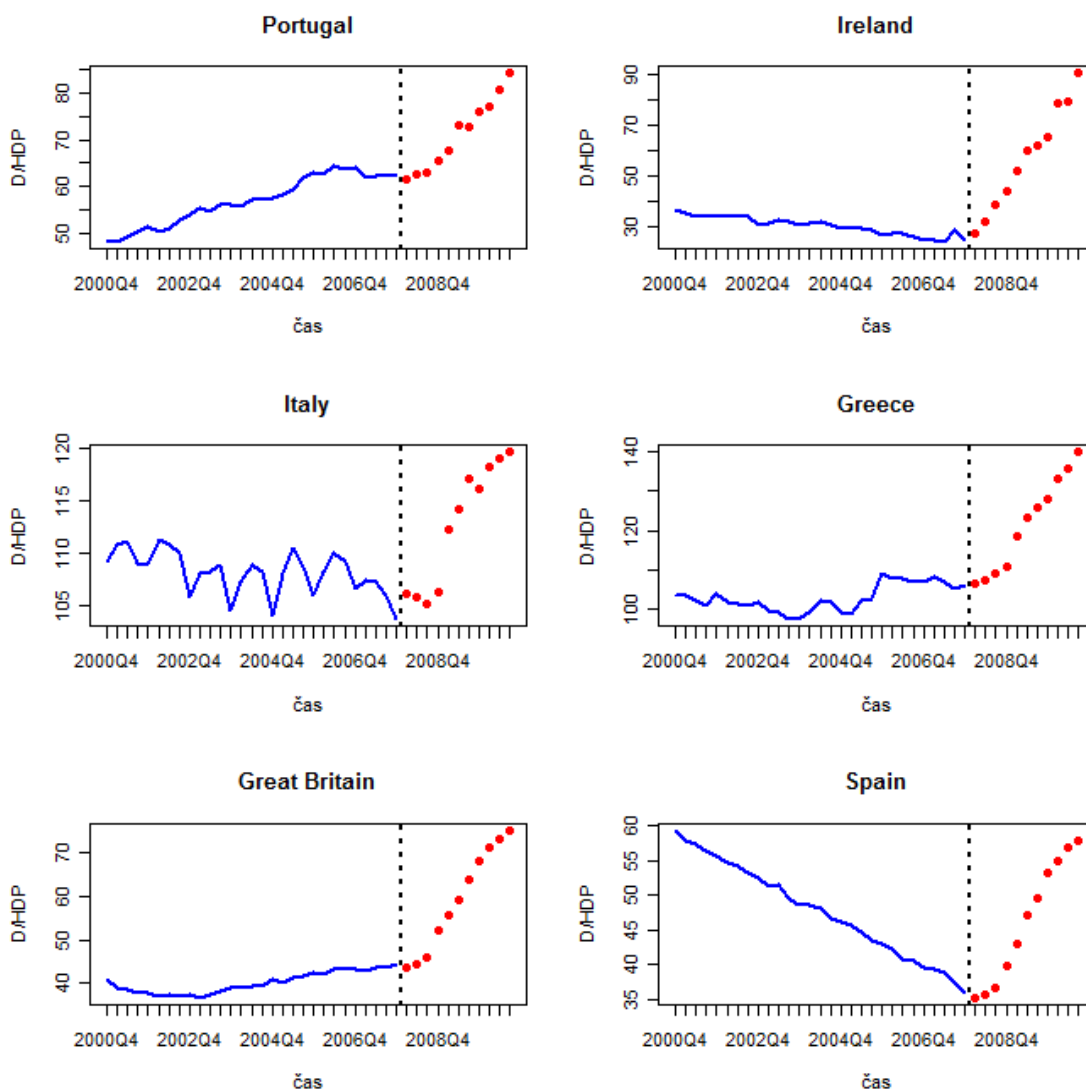 Portugal
D/HDP
50 60 70 80
2000Q4 2002Q4 2004Q4 2006Q4 2008Q4
čas
Ireland
D/HDP
30 50 70 90
2000Q4 2002Q4 2004Q4 2006Q4 2008Q4
čas
Italy
D/HDP
105 110 115 120
2000Q4 2002Q4 2004Q4 2006Q4 2008Q4
čas
Greece
D/HDP
100 120 140
2000Q4 2002Q4 2004Q4 2006Q4 2008Q4
čas
Great Britain
D/HDP
40 50 60 70
2000Q4 2002Q4 2004Q4 2006Q4 2008Q4
čas
Spain
D/HDP
35 40 45 50 55 60
2000Q4 2002Q4 2004Q4 2006Q4 2008Q4
čas